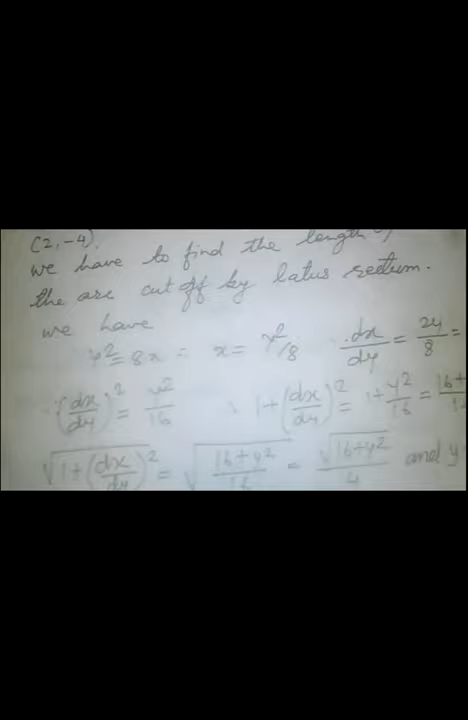 (2,-4).
we have to find the length
the arc cut off by latus rectum.
we have
y² = 8x = x = y²/8 ∴ dx/dy = 2y/8 =
∴ (dx/dy)² = y²/16 ∴ 1+(dx/dy)² = 1+y²/16 = 16+
√1+(dx/dy)² = √16+y²/16 = √16+y²/4 and y